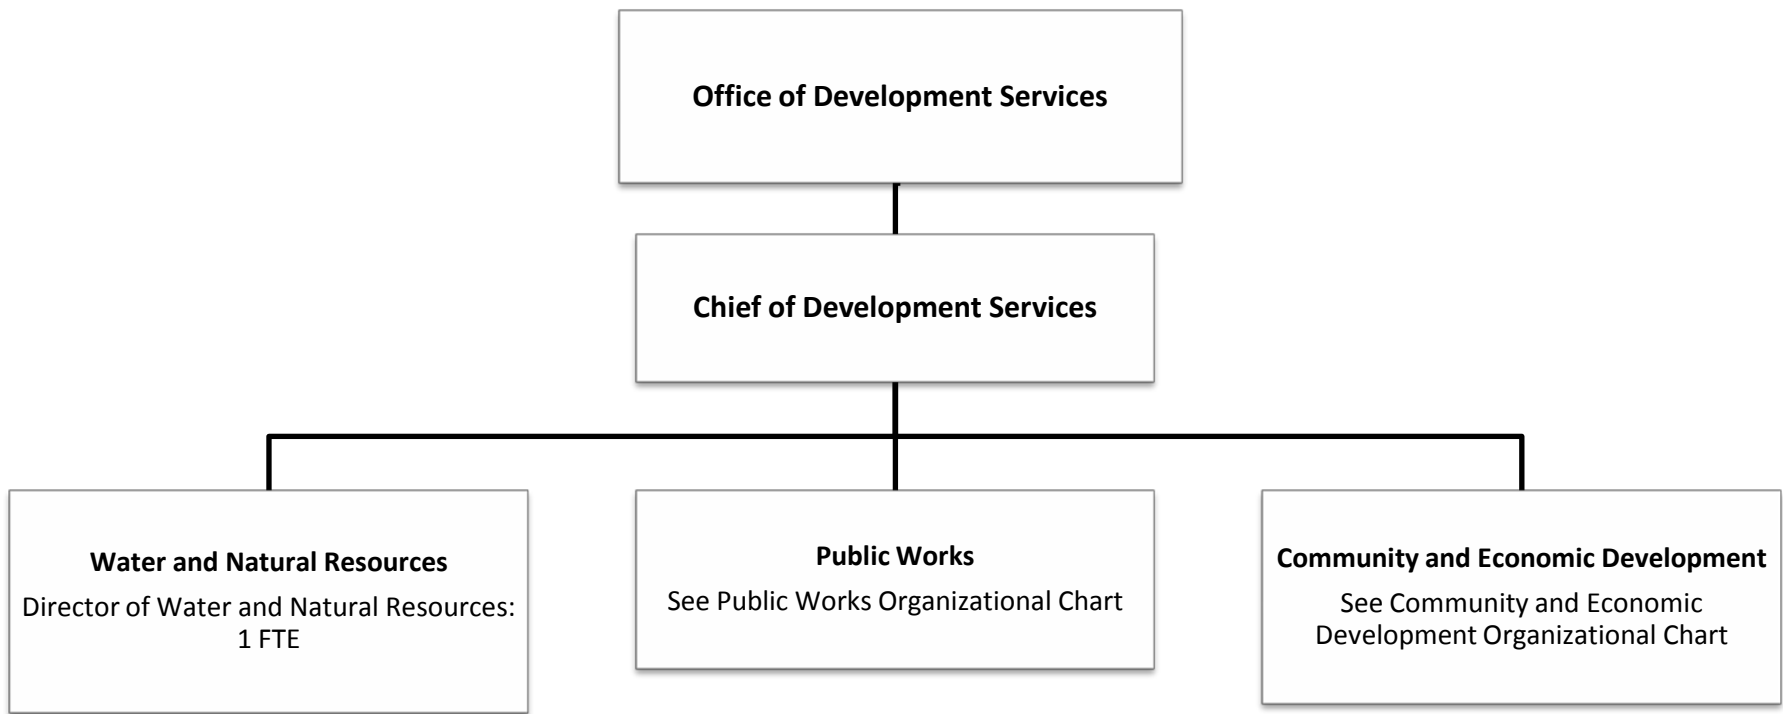 Office of Development Services
Chief of Development Services
Water and Natural Resources
Director of Water and Natural Resources:
1 FTE
Public Works
See Public Works Organizational Chart
Community and Economic Development
See Community and Economic
Development Organizational Chart